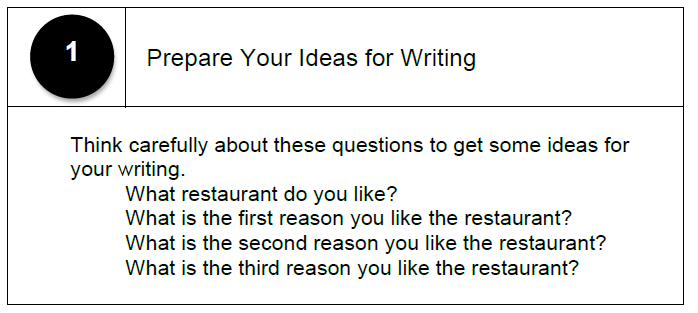 1
Prepare Your Ideas for Writing
Think carefully about these questions to get some ideas for
your writing.
What restaurant do you like?
What is the first reason you like the restaurant?
What is the second reason you like the restaurant?
What is the third reason you like the restaurant?